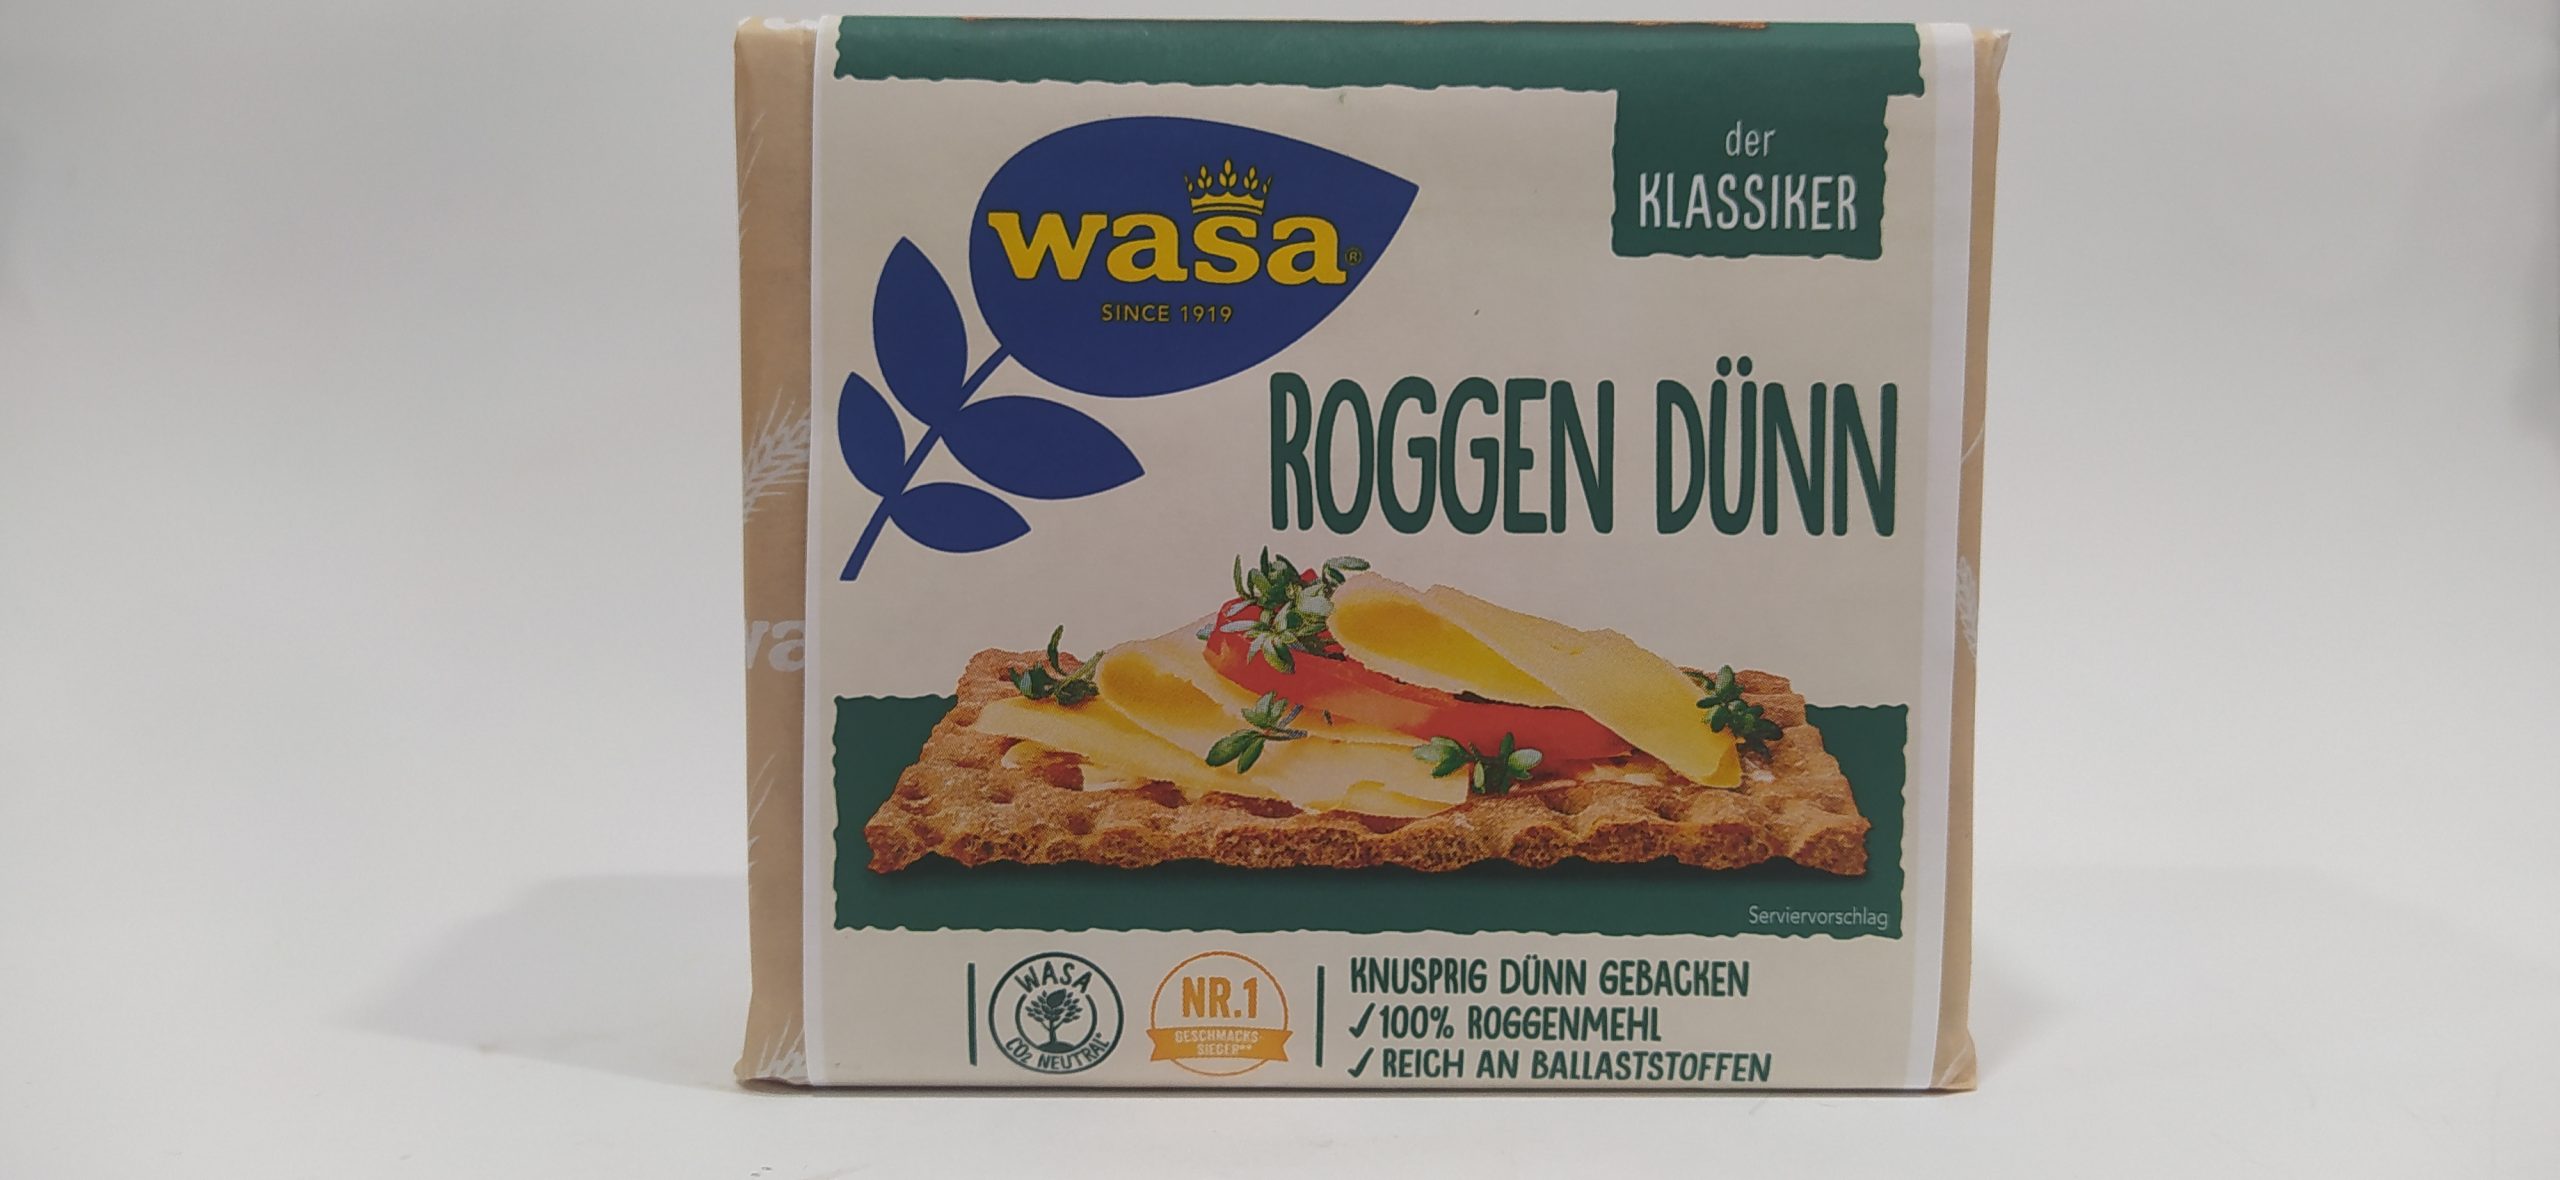 der
KLASSIKER
wasa®
SINCE 1919
ROGGEN DÜNN
va
Serviervorschlag
WASA
CO2 NEUTRAL*
NR.1
GESCHMACKS-
SIEGER**
KNUSPRIG DÜNN GEBACKEN
✓100% ROGGENMEHL
✓REICH AN BALLASTSTOFFEN